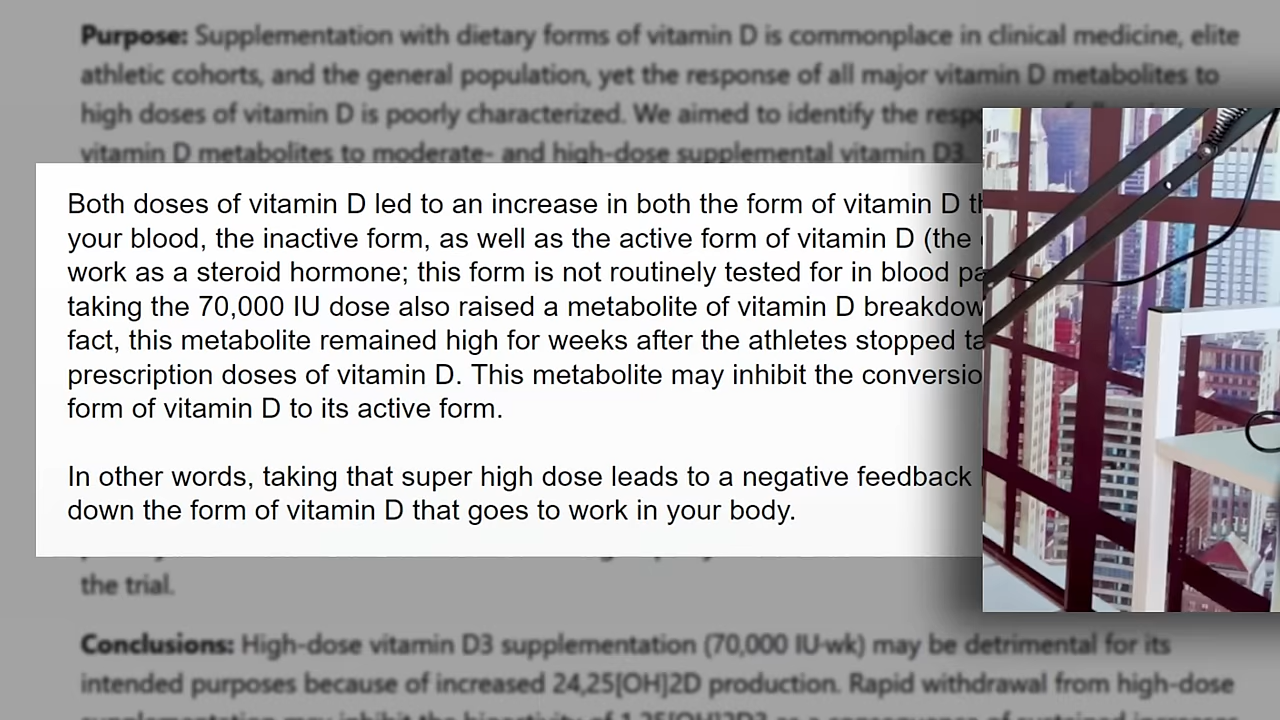 Purpose: Supplementation with dietary forms of vitamin D is commonplace in clinical medicine, elite
athletic cohorts, and the general population, yet the response of all major vitamin D metabolites to
high doses of vitamin D is poorly characterized. We aimed to identify the
vitamin D metabolites to moderate- and high-dose supplemental vitamin D3.
Both doses of vitamin D led to an increase in both the form of vitamin D
your blood, the inactive form, as well as the active form of vitamin D (the
work as a steroid hormone; this form is not routinely tested for in blood
taking the 70,000 IU dose also raised a metabolite of vitamin D
fact, this metabolite remained high for weeks after the athletes stopped
prescription doses of vitamin D. This metabolite may inhibit the
form of vitamin D to its active form.
In other words, taking that super high dose leads to a negative feedback
down the form of vitamin D that goes to work in your body.
the trial.
Conclusions: High-dose vitamin D3 supplementation (70,000 IU·wk) may be detrimental for its
intended purposes because of increased 24,25[OH]2D production. Rapid withdrawal from high-dose